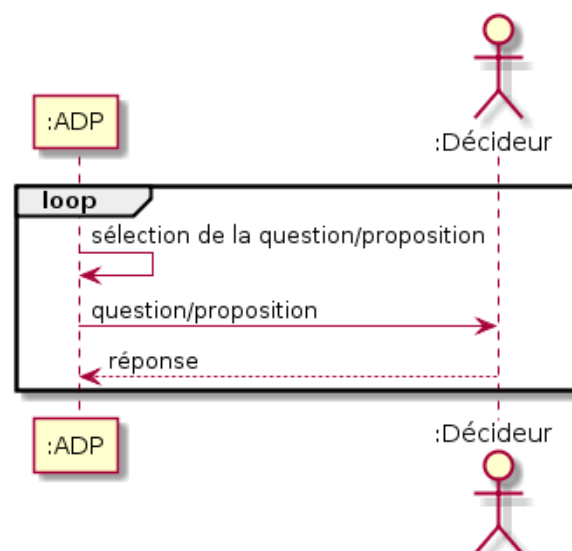 :ADP
:Décideur
loop
sélection de la question/proposition
question/proposition
réponse
:ADP
:Décideur